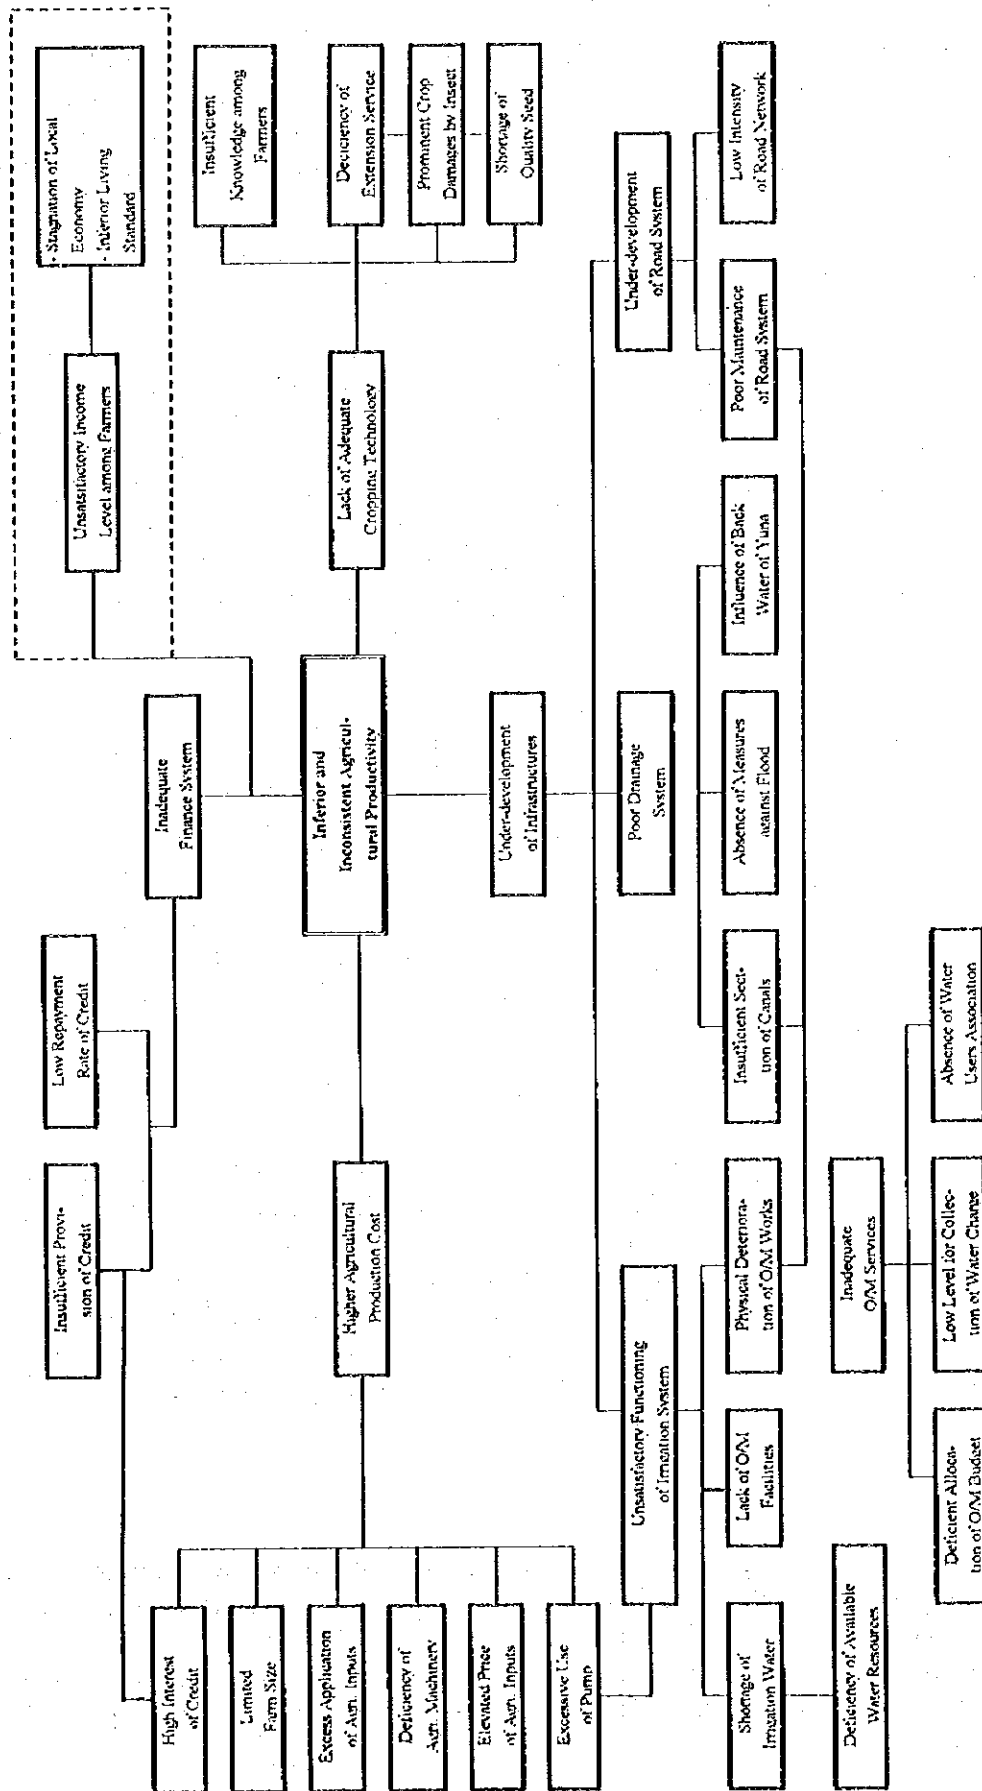 - Stagnation of Local
Economy
- Inferior Living
Standard
Insufficient Provi-
sion of Credit
Low Repayment
Rate of Credit
Unsatsifactory Income
Level among Farmers
High Interest
of Credit
Inadequate
Finance System
Insufficient
Knowledge among
Farmers
Limited
Farm Size
Excess Application
of Agri. Inputs
Higher Agricultural
Production Cost
Inferior and
Inconsistent Agricul-
tural Productivity
Lack of Adequate
Cropping Technology
Deciciency of
Extension Service
Deficiency of
Agri. Machinery
Prominent Crop
Damages by Insect
Elevated Price
of Agri. Inputs
Under-development
of Infrastructures
Shortage of
Quality Seed
Excessive Use
of Pump
Unsatisfactory Functioning
of Irrigation System
Poor Drainage
System
Under-development
of Road System
Shortage of
Irrigation Water
Lack of O/M
Facilities
Physical Deteriora-
tion of O/M Works
Insufficient Sect-
tion of Canals
Absence of Measures
against Flood
Influence of Back
Water of Yuna
Poor Maintenance
of Road System
Low Intensity
of Road Network
Deficiency of Available
Water Resources
Inadequate
O/M Services
Deficient Alloca-
tion of O/M Budget
Low Level for Collec-
tion of Water Charge
Absence of Water
Users Association